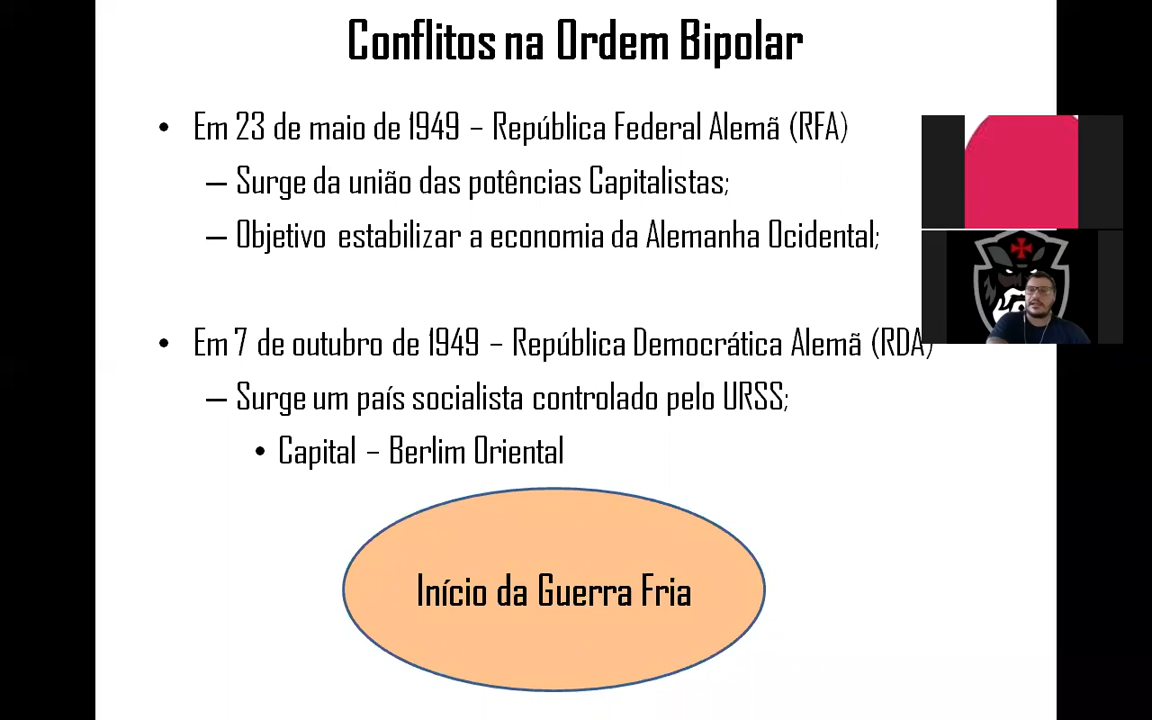 Conflitos na Ordem Bipolar
• Em 23 de maio de 1949 – República Federal Alemã (RFA)
– Surge da união das potências Capitalistas;
– Objetivo estabilizar a economia da Alemanha Ocidental;
• Em 7 de outubro de 1949 – República Democrática Alemã (RDA)
– Surge um país socialista controlado pelo URSS;
• Capital – Berlim Oriental
Início da Guerra Fria